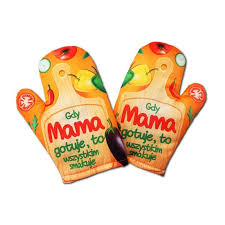 Gdy
Mama
gotuje, to
wszystkim
smakuje
Gdy
Mama
gotuje, to
wszystkim
smakuje